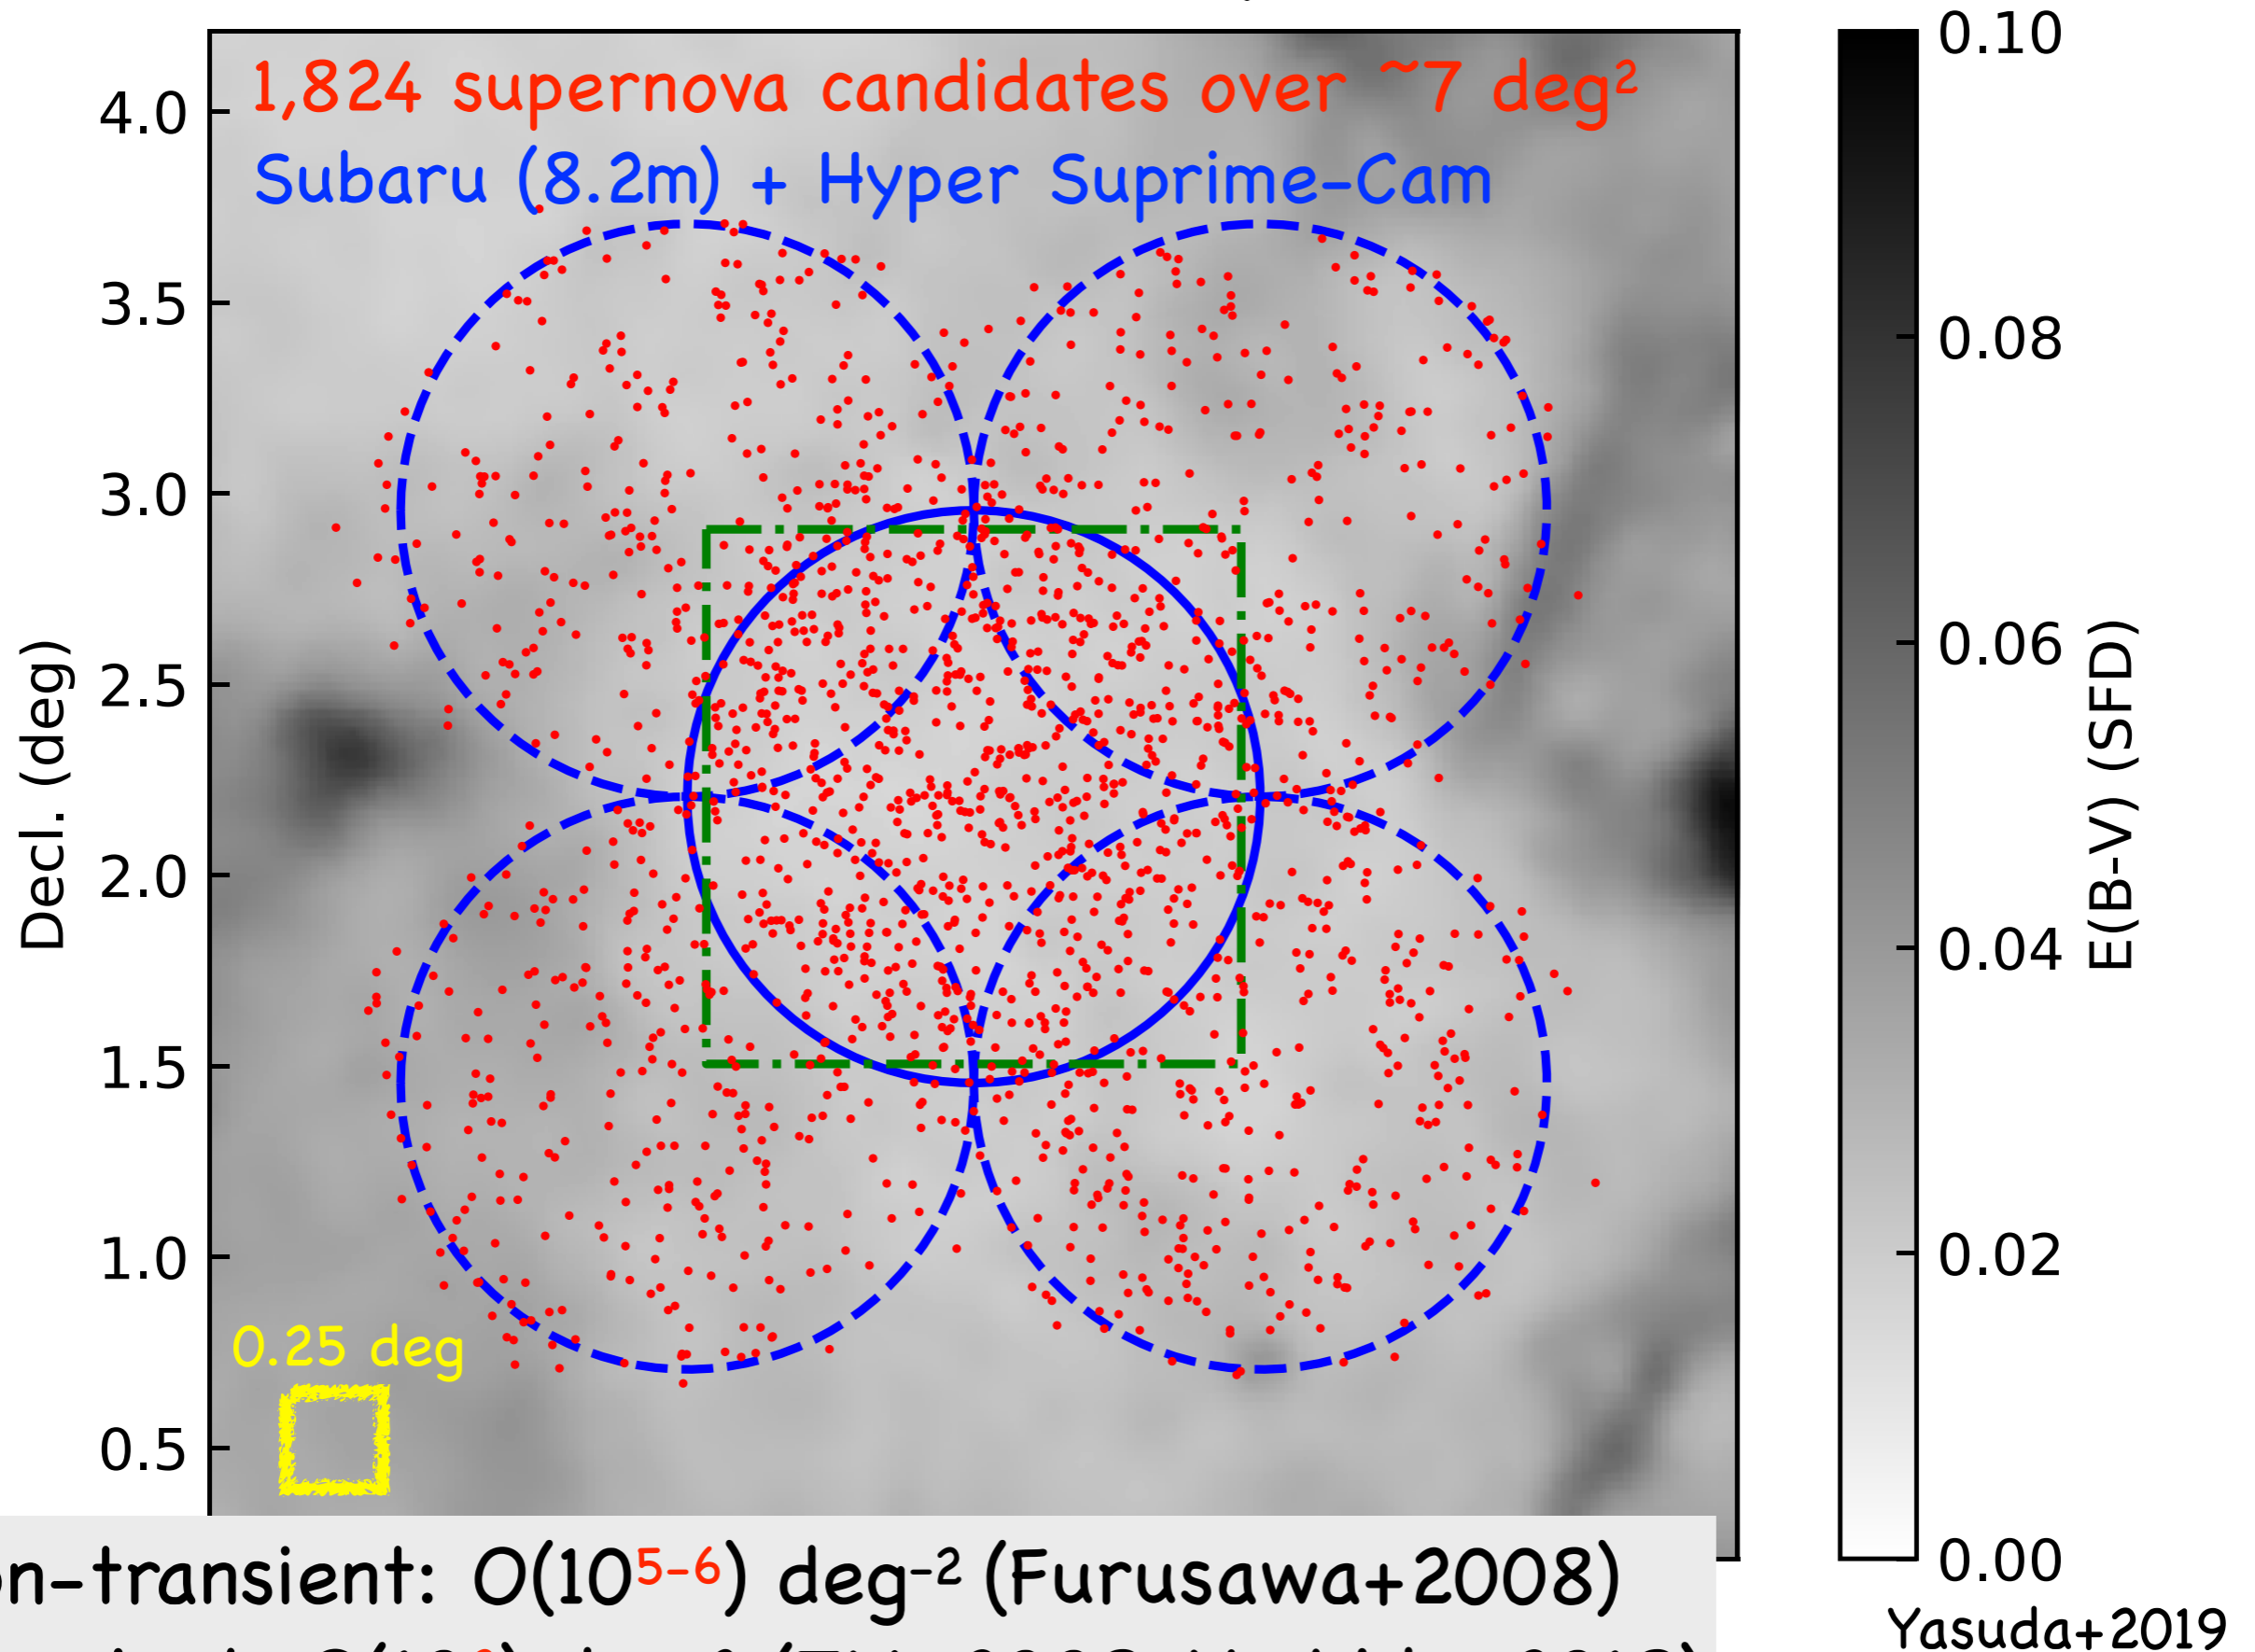 1,824 supernova candidates over ~7 deg²
Subaru (8.2m) + Hyper Suprime-Cam
4.0
3.5
3.0
2.5
2.0
1.5
1.0
0.5
Decl. (deg)
0.25 deg
0.10
0.08
0.06
0.04
0.02
0.00
E(B-V) (SFD)
n-transient: O(10⁵⁻⁶) deg⁻² (Furusawa+2008)
Yasuda+2019